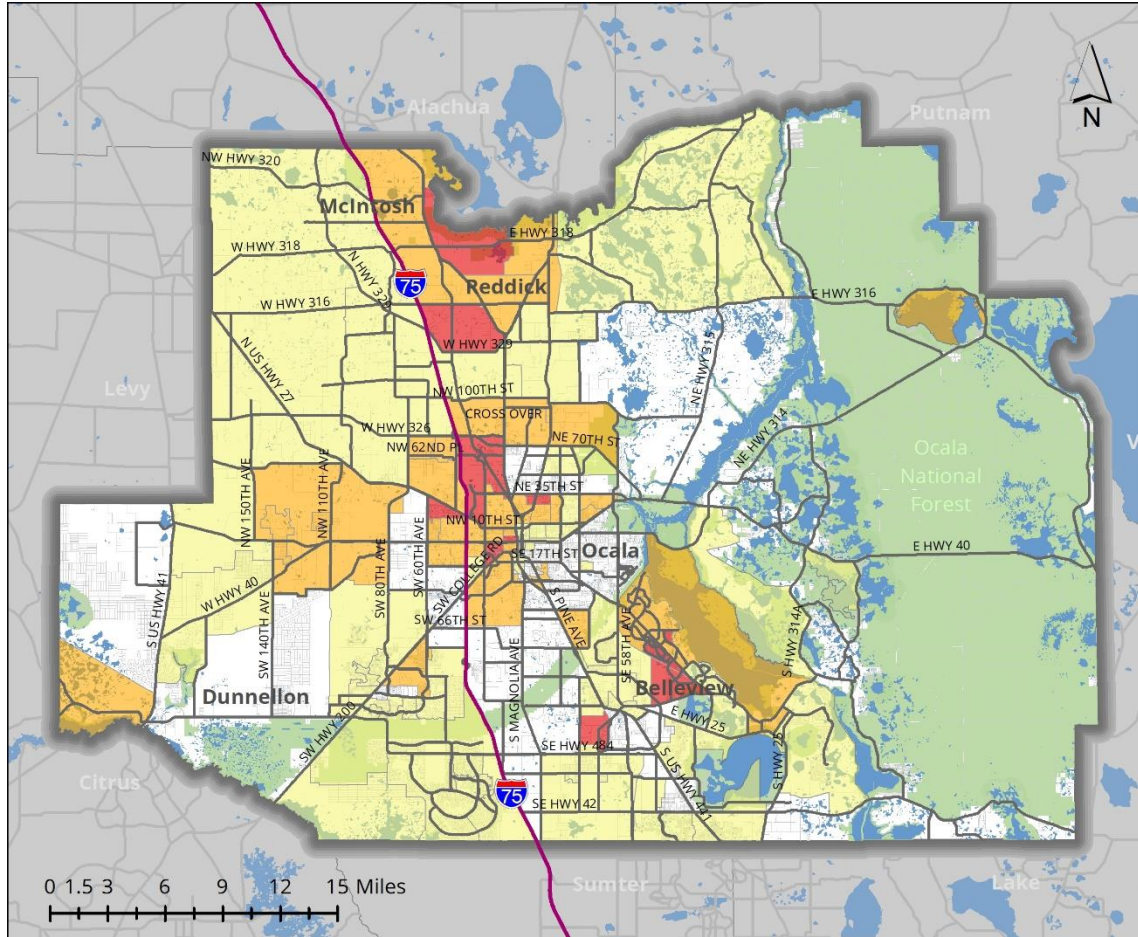 Alachua
Putnam
N
NW HWY 320
McIntosh
E HWY 318
W HWY 318
N HWY 329
75
Reddick
W HWY 316
E HWY 316
W HWY 329
N US HWY 27
NE HWY 315
Levy
NW 100TH ST
CROSS OVER
W HWY 326
NE 70TH ST
NW 62ND PL
NE HWY 314
Ocala
National
Forest
V
NW 150TH AVE
NW 110TH AVE
NE 35TH ST
NW 10TH ST
SE 17TH ST
Ocala
E HWY 40
SW 80TH AVE
SW 60TH AVE
SW COLLEGE RD
W HWY 40
S US HWY 41
SW 140TH AVE
SW 66TH ST
S PINE AVE
SE 58TH AVE
S HWY 314A
S MAGNOLIA AVE
Dunnellon
Belleview
E HWY 25
SW HWY 200
SE HWY 484
S US HWY 441
S HWY 25
Citrus
75
SE HWY 42
0 1.5 3 6 9 12 15 Miles
Sumter
Lake